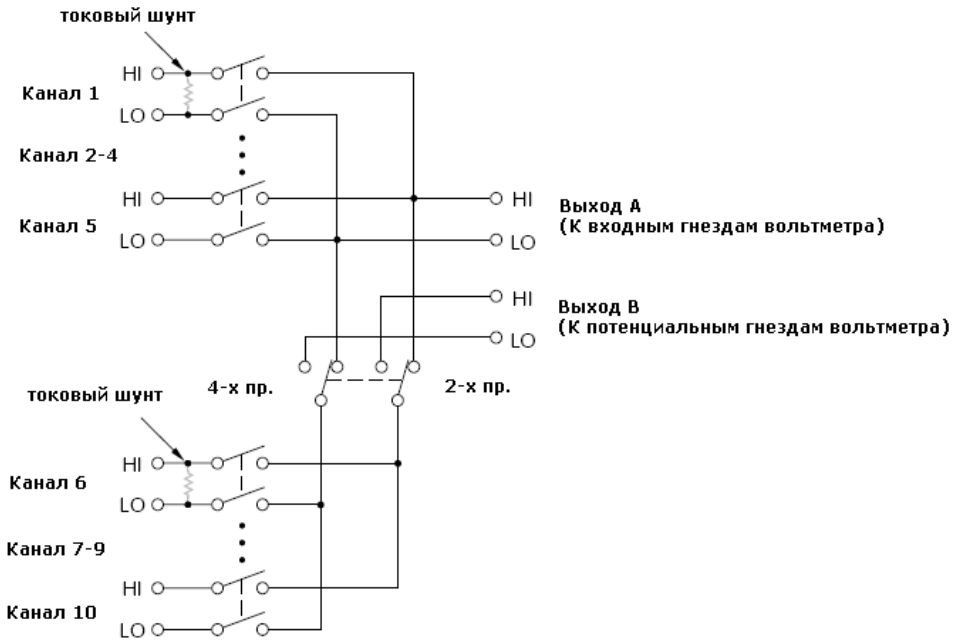 токовый шунт
HI
Канал 1
LO
Канал 2-4
HI
Канал 5
LO
HI
Выход А
(К входным гнездам вольтметра)
LO
HI
Выход В
(К потенциальным гнездам вольтметра)
LO
4-х пр.
2-х пр.
токовый шунт
HI
Канал 6
LO
Канал 7-9
HI
Канал 10
LO